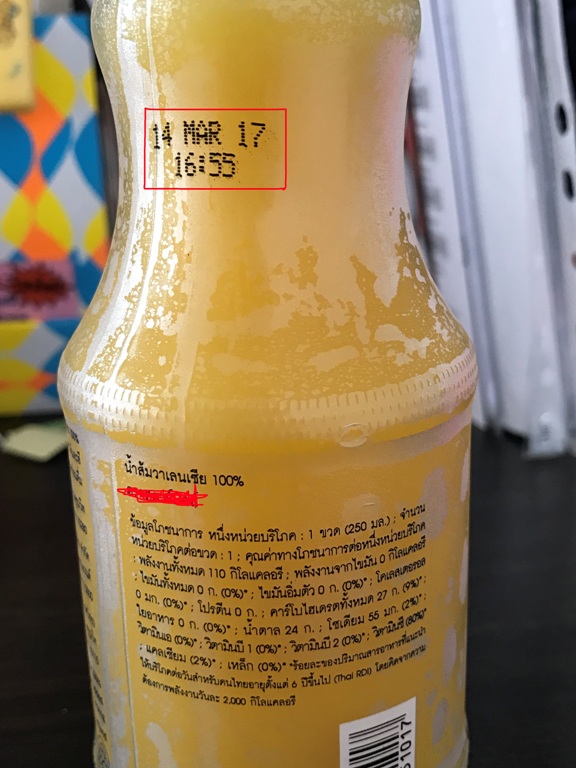 14 MAR 17
16:55
น้ำส้มวาเลนเซีย 100%
ข้อมูลโภชนาการ หนึ่งหน่วยบริโภค : 1 ขวด (250 มล.) ; จำนวน
หน่วยบริโภคต่อขวด : 1 ; คุณค่าทางโภชนาการต่อหนึ่งหน่วยบริโภค
: พลังงานทั้งหมด 110 กิโลแคลอรี ; พลังงานจากไขมัน 0 กิโลแคลอรี
; ไขมันทั้งหมด 0 ก. (0%)* ; ไขมันอิ่มตัว 0 ก. (0%)* ; โคเลสเตอรอล
0 มก. (0%)* ; โปรตีน 0 ก. ; คาร์โบไฮเดรตทั้งหมด 27 ก. (9%)* ;
ใยอาหาร 0 ก. (0%)* ; น้ำตาล 24 ก. ; โซเดียม 55 มก. (2%)* ;
วิตามินเอ (0%)* ; วิตามินบี 1 (0%)* ; วิตามินบี 2 (0%)* ; วิตามินซี (80%)*
; แคลเซียม (2%)* ; เหล็ก (0%)* *ร้อยละของปริมาณสารอาหารที่แนะนำ
ให้บริโภคต่อวันสำหรับคนไทยอายุตั้งแต่ 6 ปีขึ้นไป (Thai RDI) โดยคิดจากความ
ต้องการพลังงานวันละ 2,000 กิโลแคลอรี
51017